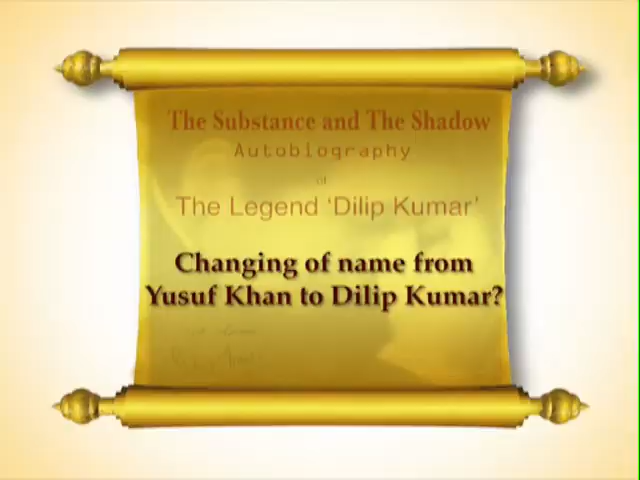 The Substance and The Shadow
Autobiography
of
The Legend 'Dilip Kumar'
Changing of name from
Yusuf Khan to Dilip Kumar?